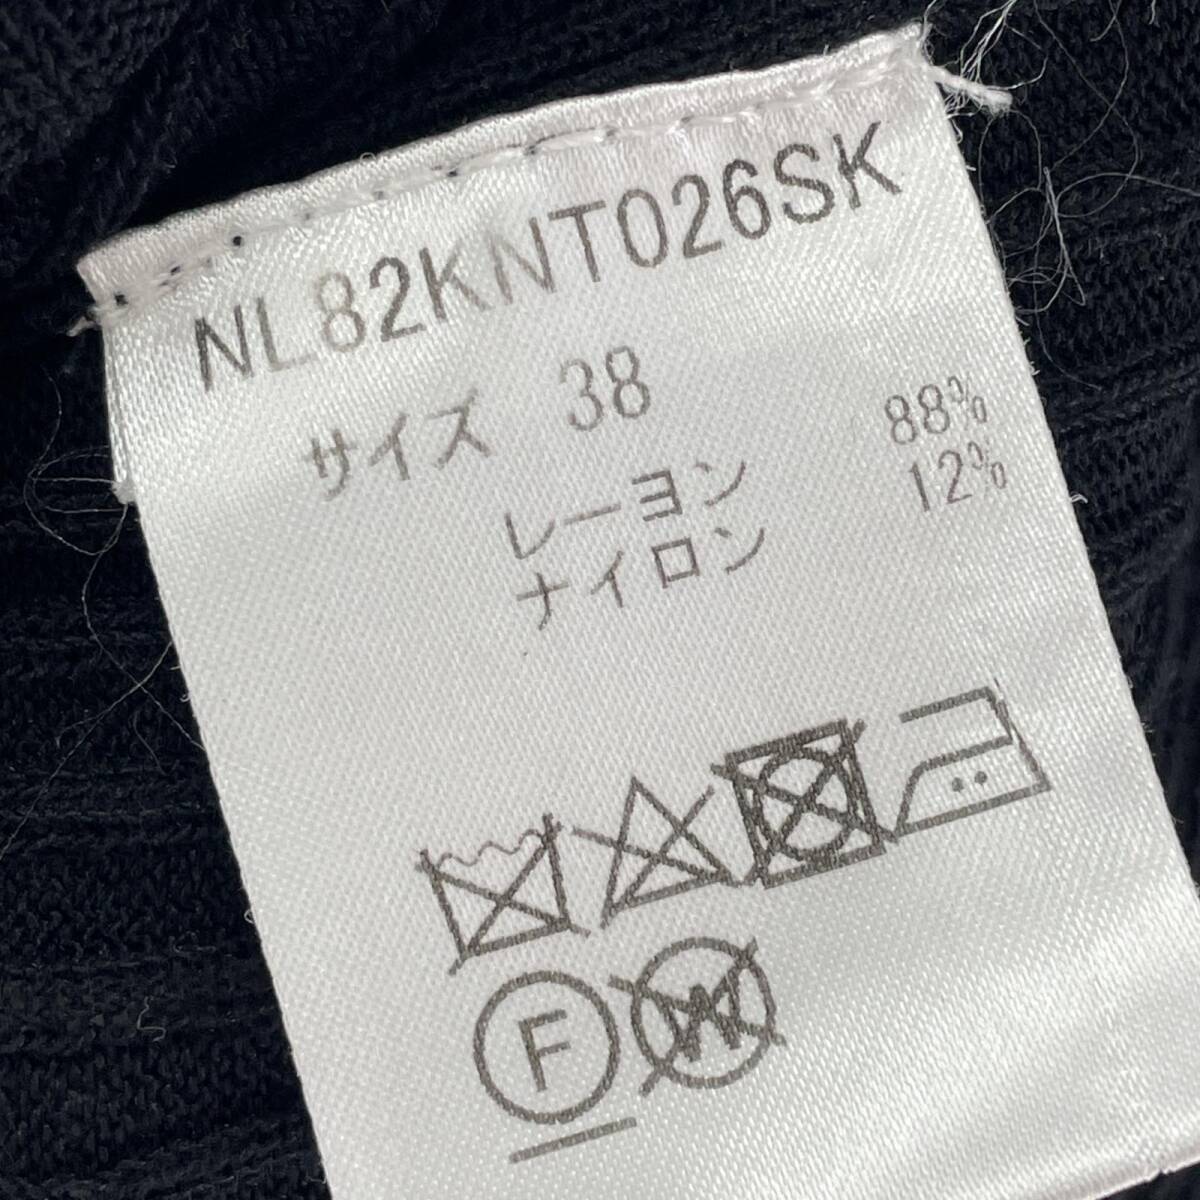 NL82KNT026SK
サイズ 38
レーヨン 88%
ナイロン 12%
F W